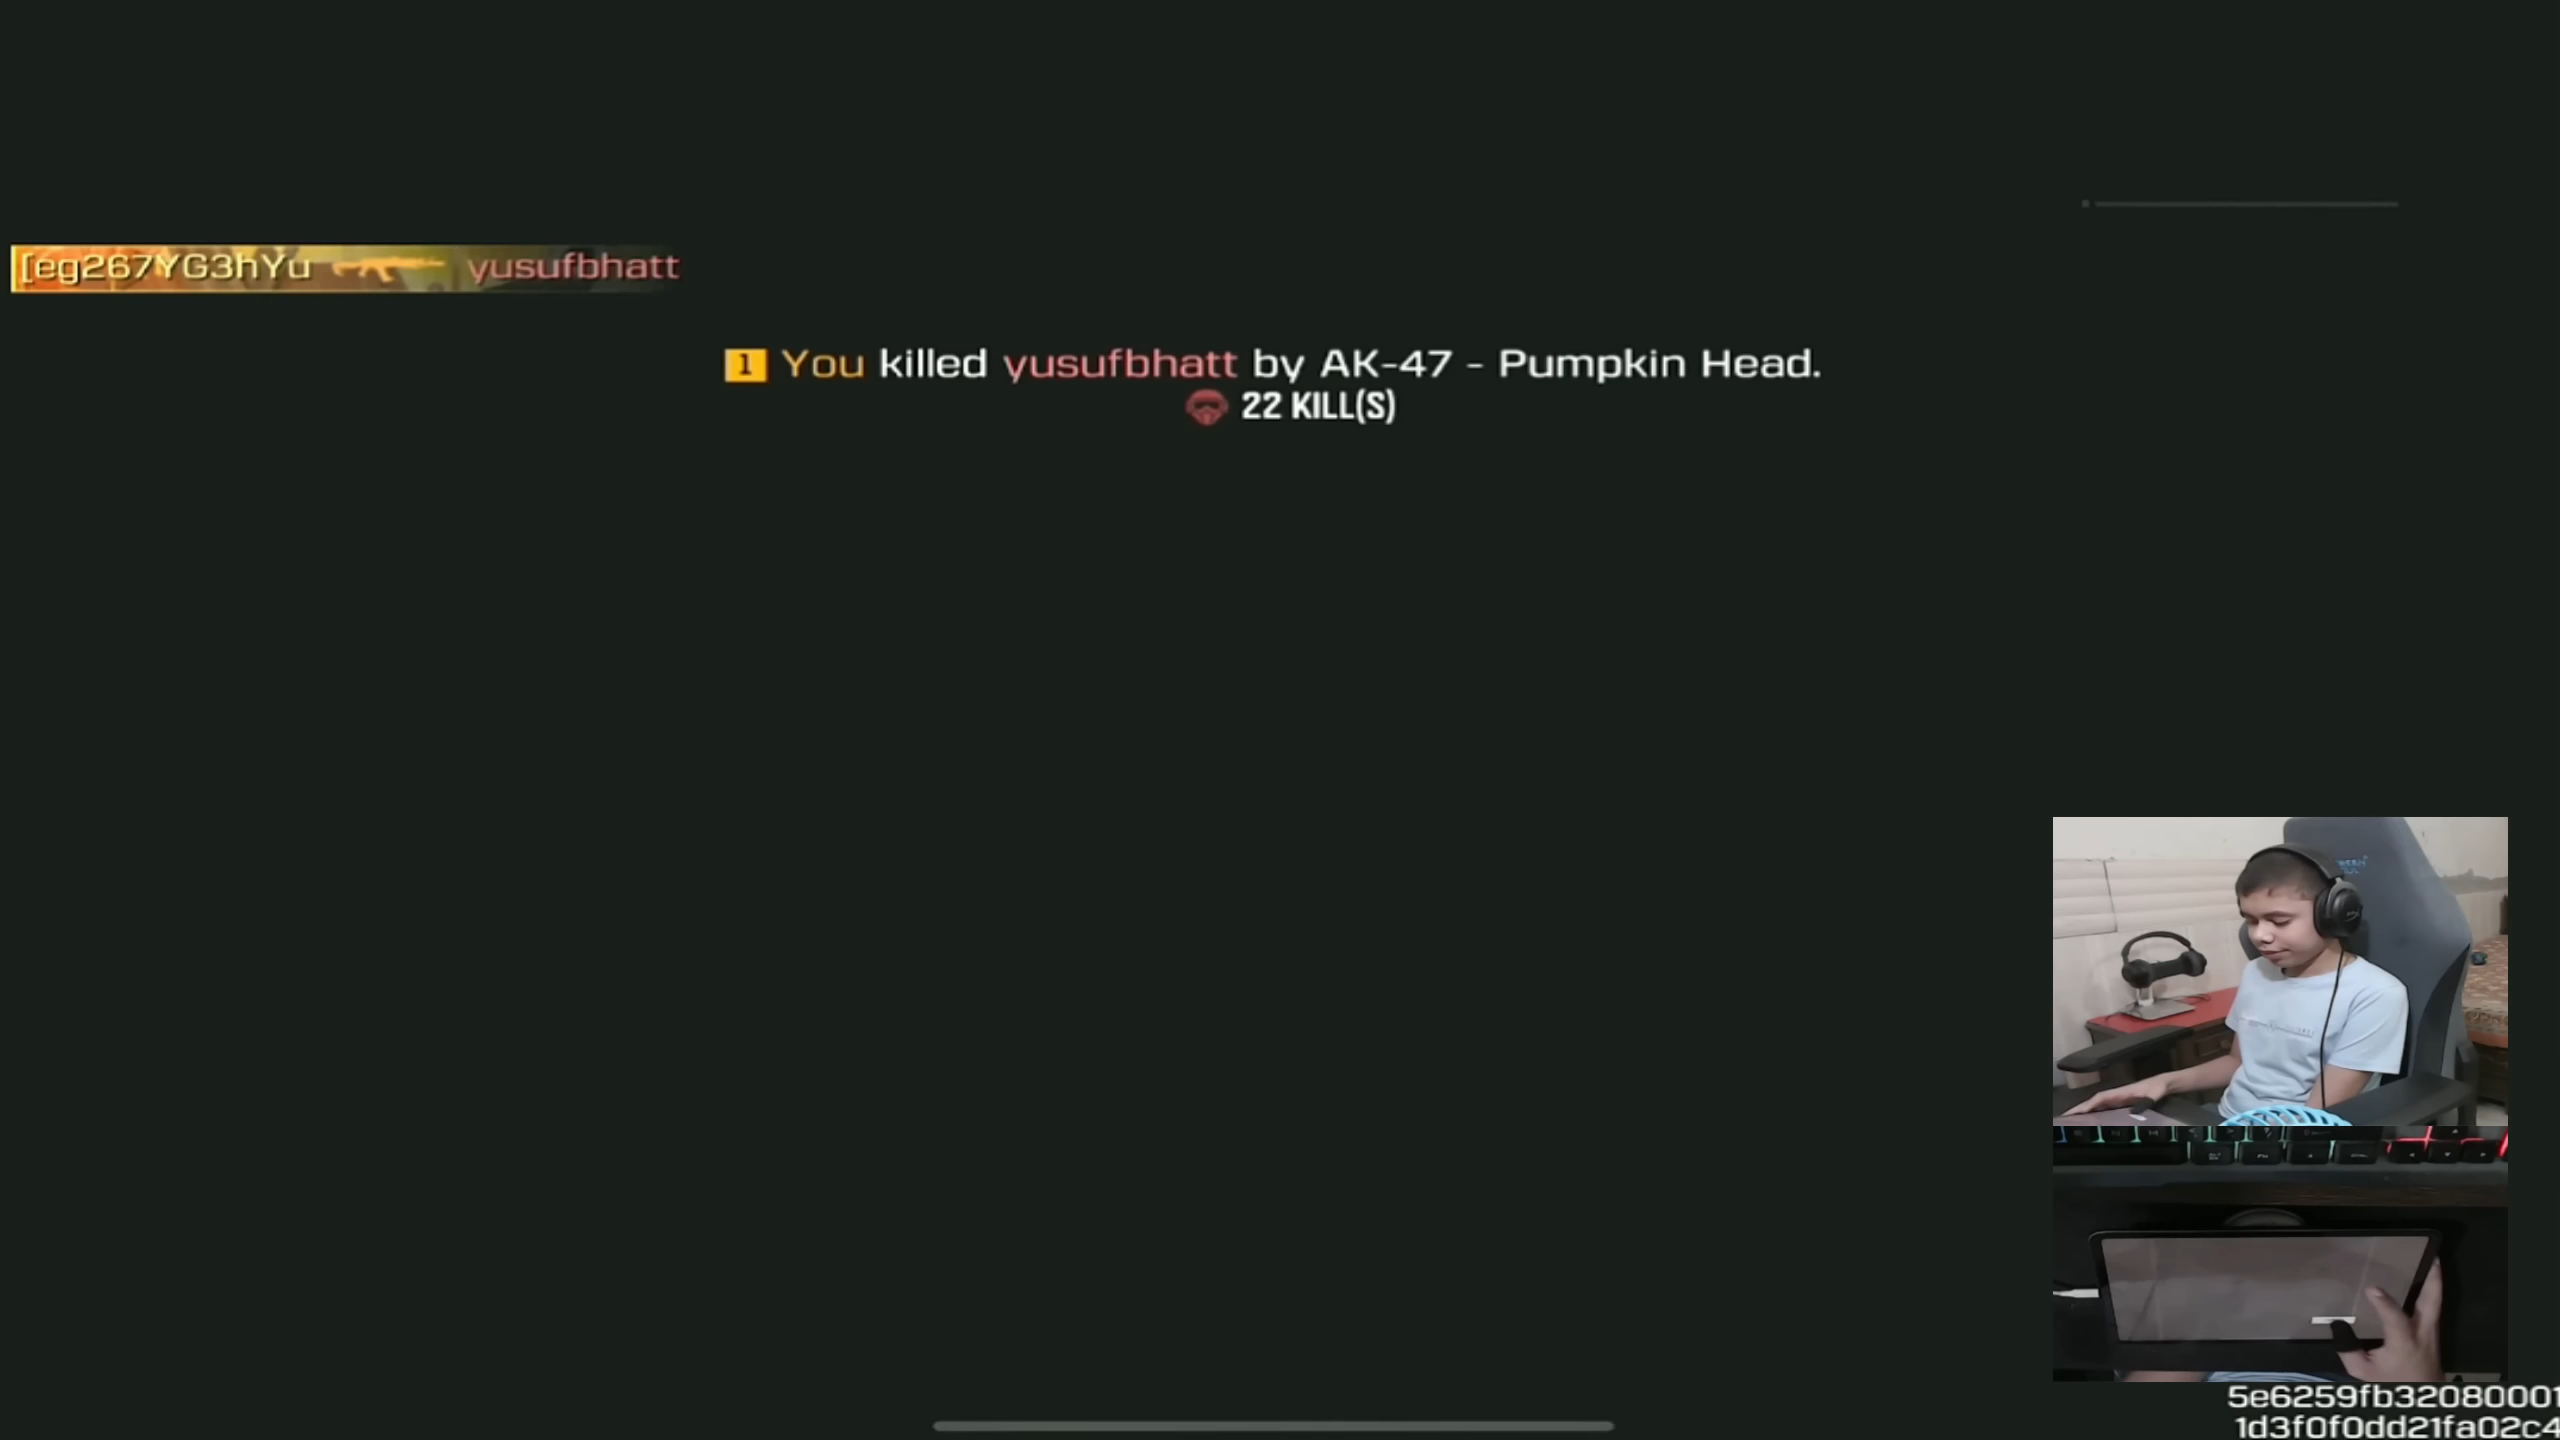 [eg267YG3hYu yusufbhatt
1 You killed yusufbhatt by AK-47 - Pumpkin Head.
22 KILL(S)
5e6259fb32080001
1d3f0f0dd21fa02c4